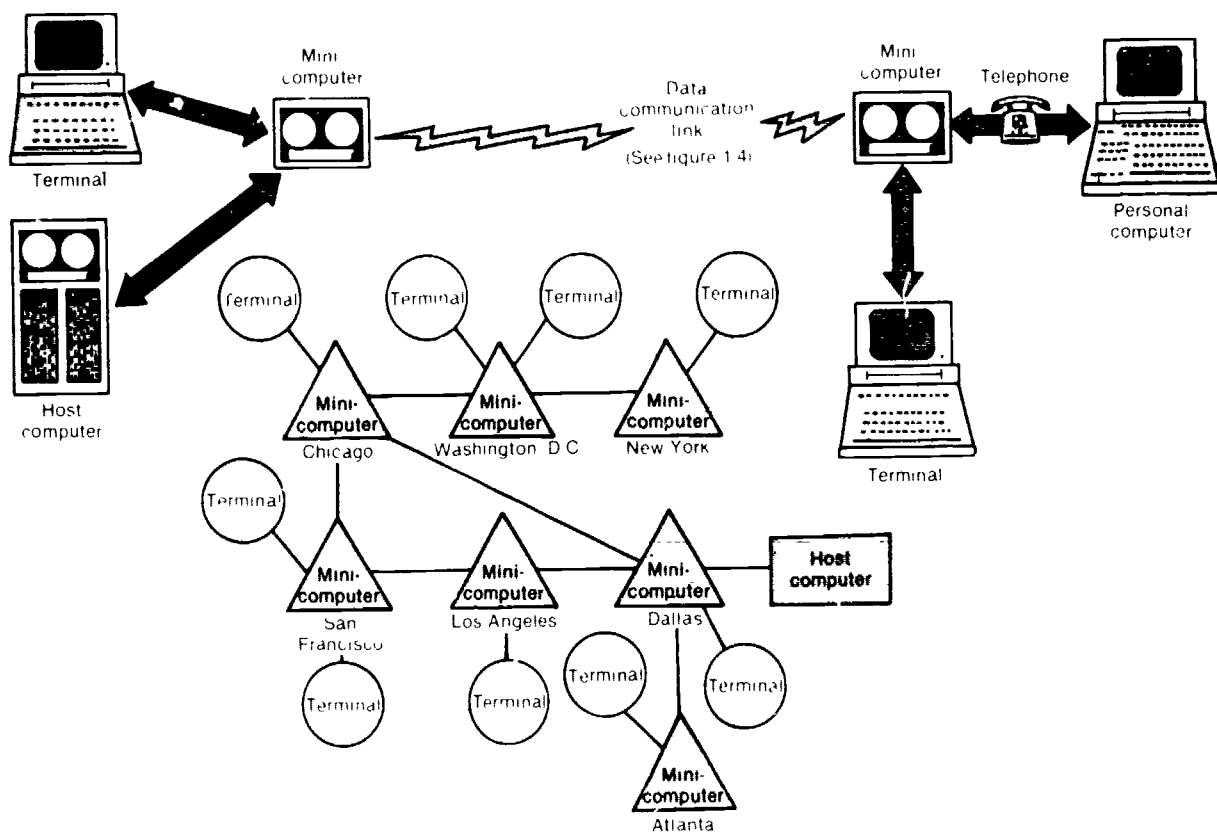 Terminal
Mini
computer
Data
communication
link
(See figure 1.4)
Mini
computer
Telephone
Personal
computer
Host
computer
Terminal
Terminal
Terminal
Terminal
Terminal
Mini-
computer
Chicago
Mini-
computer
Washington D C
Mini-
computer
New York
Terminal
Mini-
computer
San
Francisco
Mini-
computer
Los Angeles
Mini-
computer
Dallas
Host
computer
Terminal
Terminal
Terminal
Terminal
Mini-
computer
Atlanta